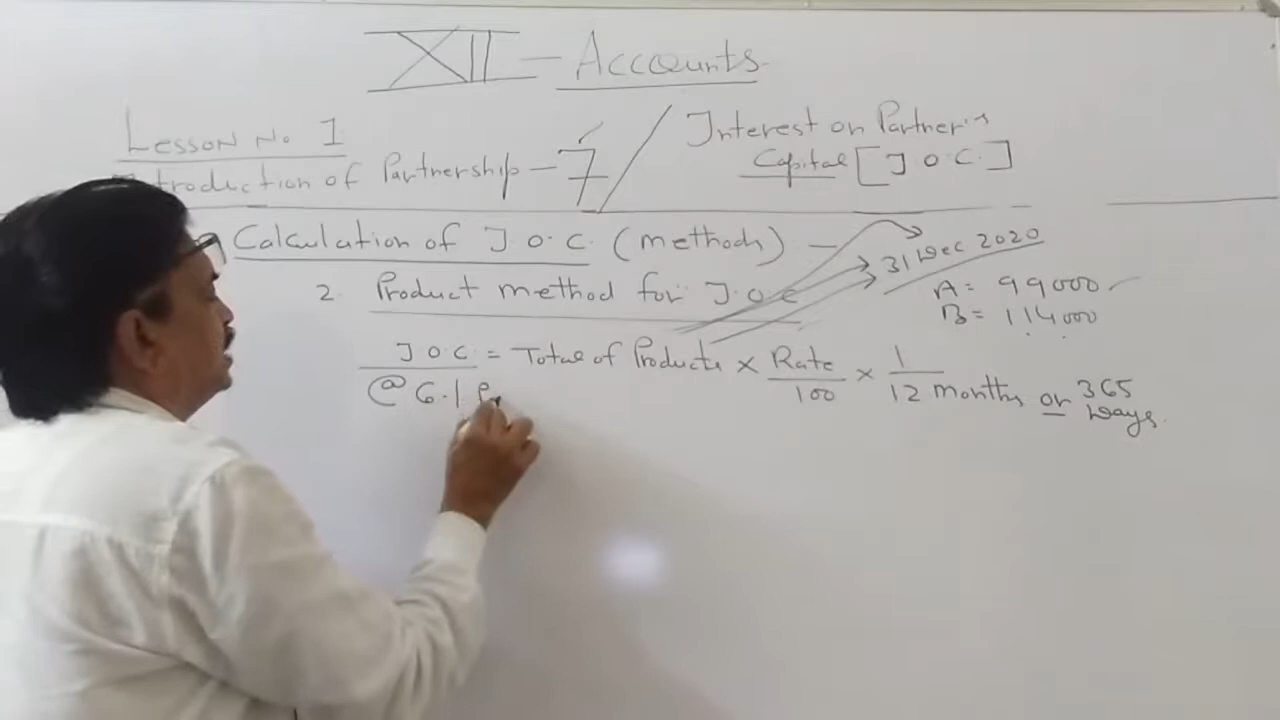 XII - Accounts
Lesson No. 1
troduction of Partnership - 7 / Interest on Partner's
Capital [I O C.]
Calculation of I O C. (methods) -
31 Dec 2020
2. Product method for I.O.C
A = 99000
B = 114000
I O C. = Total of Products × Rate/100 × 1/12 months or 365 Days.
@ 6.1 P